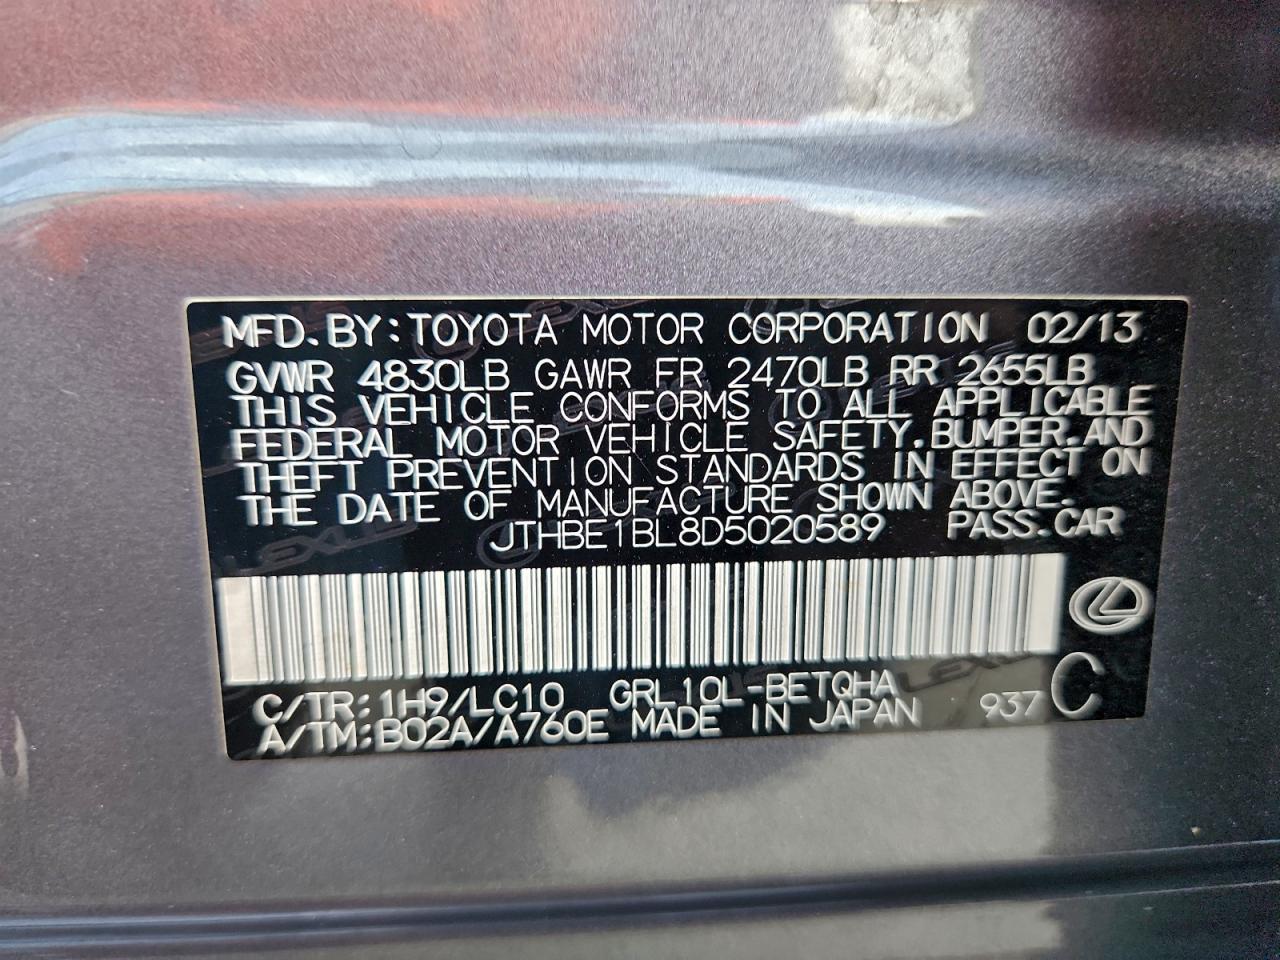 MFD. BY: TOYOTA MOTOR CORPORATION 02/13
GVWR 4830LB GAWR FR 2470LB RR 2655LB
THIS VEHICLE CONFORMS TO ALL APPLICABLE
FEDERAL MOTOR VEHICLE SAFETY, BUMPER, AND
THEFT PREVENTION STANDARDS IN EFFECT ON
THE DATE OF MANUFACTURE SHOWN ABOVE.
JTHBE1BL8D5020589 PASS. CAR
C/TR: 1H9/LC10 GRL10L-BETQHA
A/TM: B02A/A760E MADE IN JAPAN 937 C